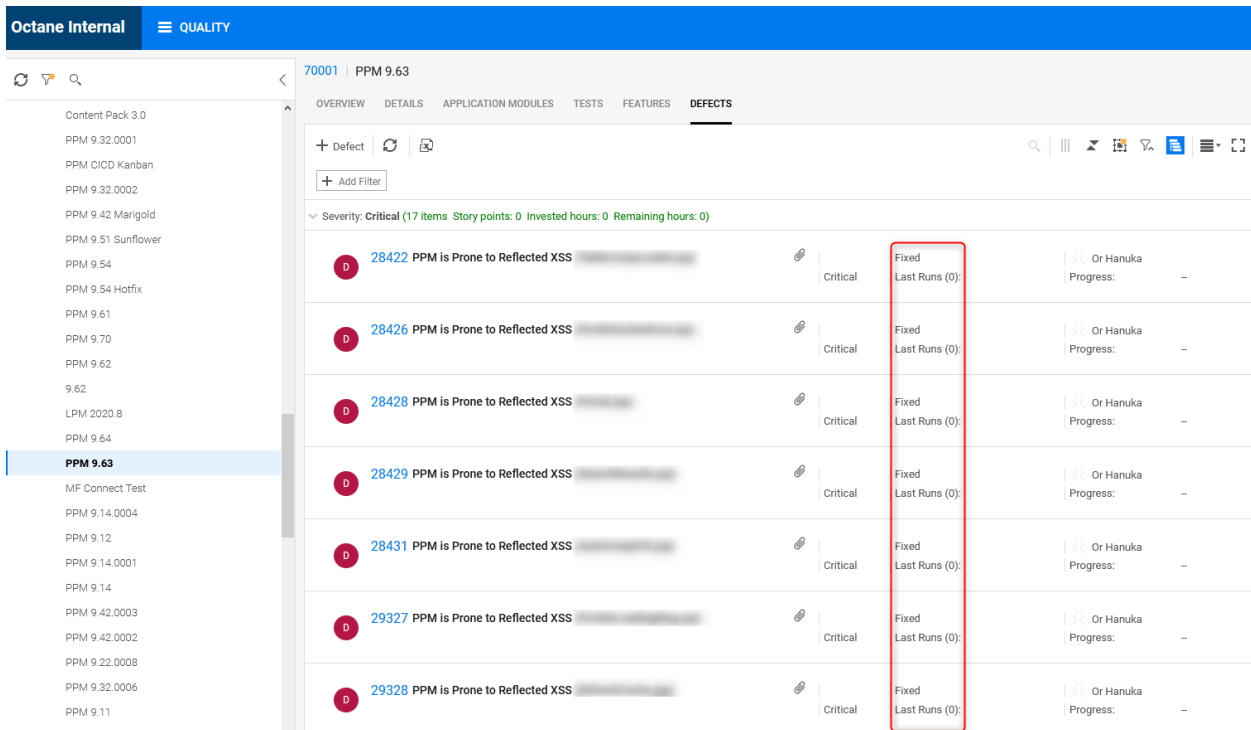 Octane Internal QUALITY
Content Pack 3.0
PPM 9.32.0001
PPM CICD Kanban
PPM 9.32.0002
PPM 9.42 Marigold
PPM 9.51 Sunflower
PPM 9.54
PPM 9.54 Hotfix
PPM 9.61
PPM 9.70
PPM 9.62
9.62
LPM 2020.8
PPM 9.64
PPM 9.63
MF Connect Test
PPM 9.14.0004
PPM 9.12
PPM 9.14.0001
PPM 9.14
PPM 9.42.0003
PPM 9.42.0002
PPM 9.22.0008
PPM 9.32.0006
PPM 9.11
70001 | PPM 9.63
OVERVIEW DETAILS APPLICATION MODULES TESTS FEATURES DEFECTS
+ Defect
+ Add Filter
Severity: Critical (17 items Story points: 0 Invested hours: 0 Remaining hours: 0)
D 28422 PPM is Prone to Reflected XSS Fixed Or Hanuka
Critical Last Runs (0): Progress: --
D 28426 PPM is Prone to Reflected XSS Fixed Or Hanuka
Critical Last Runs (0): Progress: --
D 28428 PPM is Prone to Reflected XSS Fixed Or Hanuka
Critical Last Runs (0): Progress: --
D 28429 PPM is Prone to Reflected XSS Fixed Or Hanuka
Critical Last Runs (0): Progress: --
D 28431 PPM is Prone to Reflected XSS Fixed Or Hanuka
Critical Last Runs (0): Progress: --
D 29327 PPM is Prone to Reflected XSS Fixed Or Hanuka
Critical Last Runs (0): Progress: --
D 29328 PPM is Prone to Reflected XSS Fixed Or Hanuka
Critical Last Runs (0): Progress: --